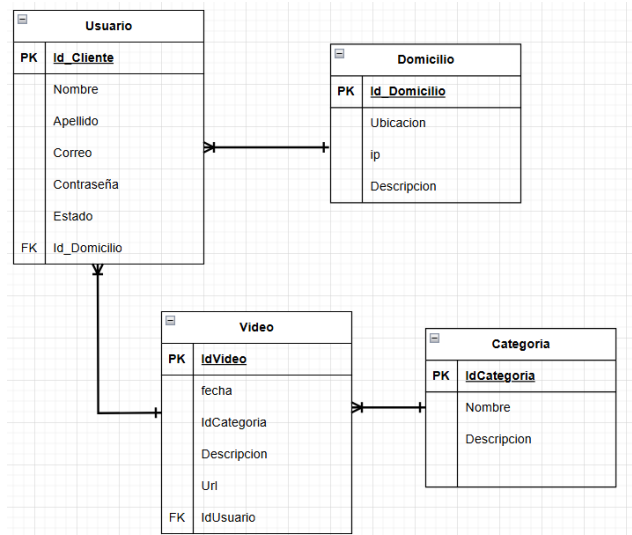 Usuario
PK Id_Cliente
Nombre
Apellido
Correo
Contraseña
Estado
FK Id_Domicilio
Domicilio
PK Id_Domicilio
Ubicacion
ip
Descripcion
Video
PK IdVideo
fecha
IdCategoria
Descripcion
Url
FK IdUsuario
Categoria
PK IdCategoria
Nombre
Descripcion